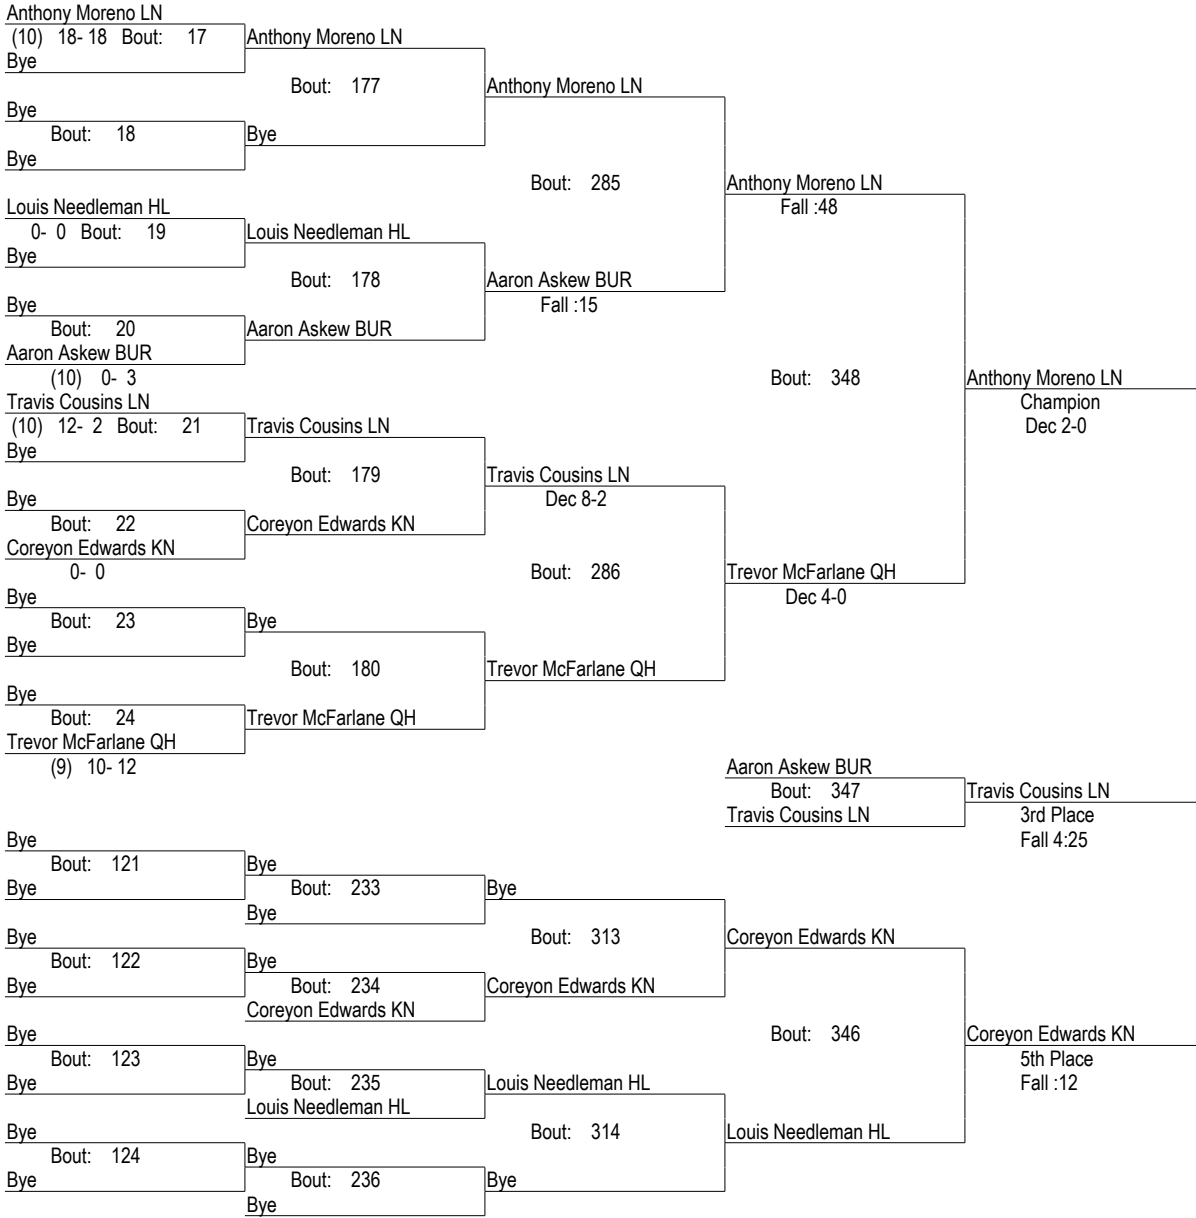 Anthony Moreno LN
(10) 18- 18 Bout: 17 Anthony Moreno LN
Bye
Bout: 177 Anthony Moreno LN
Bye
Bout: 18 Bye
Bye
Bout: 285 Anthony Moreno LN
Louis Needleman HL Fall :48
0- 0 Bout: 19 Louis Needleman HL
Bye
Bout: 178 Aaron Askew BUR
Bye Fall :15
Bout: 20 Aaron Askew BUR
Aaron Askew BUR
(10) 0- 3 Bout: 348 Anthony Moreno LN
Travis Cousins LN Champion
(10) 12- 2 Bout: 21 Travis Cousins LN Dec 2-0
Bye
Bout: 179 Travis Cousins LN
Bye Dec 8-2
Bout: 22 Coreyon Edwards KN
Coreyon Edwards KN
0- 0 Bout: 286 Trevor McFarlane QH
Bye Dec 4-0
Bout: 23 Bye
Bye
Bout: 180 Trevor McFarlane QH
Bye
Bout: 24 Trevor McFarlane QH
Trevor McFarlane QH
(9) 10- 12 Aaron Askew BUR
Bout: 347 Travis Cousins LN
Travis Cousins LN 3rd Place
Bye Fall 4:25
Bout: 121 Bye
Bye Bout: 233 Bye
Bye
Bye Bout: 313 Coreyon Edwards KN
Bout: 122 Bye
Bye Bout: 234 Coreyon Edwards KN
Coreyon Edwards KN
Bye Bout: 346 Coreyon Edwards KN
Bout: 123 Bye 5th Place
Bye Bout: 235 Louis Needleman HL Fall :12
Louis Needleman HL
Bye Bout: 314 Louis Needleman HL
Bout: 124 Bye
Bye Bout: 236 Bye
Bye